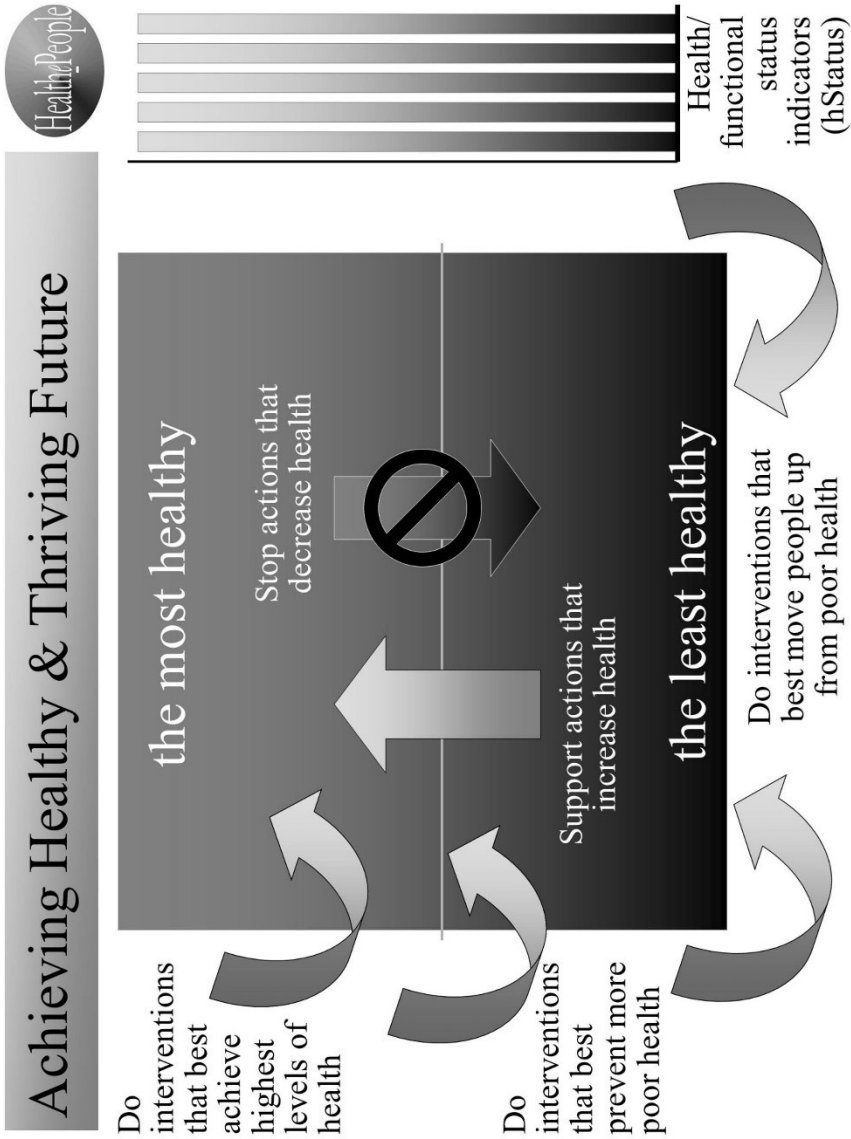 Achieving Healthy & Thriving Future
HealthePeople
Do
interventions
that best
achieve
highest
levels of
health
Do
interventions
that best
prevent more
poor health
the most healthy
Stop actions that
decrease health
Support actions that
increase health
the least healthy
Do interventions that
best move people up
from poor health
Health/
functional
status
indicators
(hStatus)